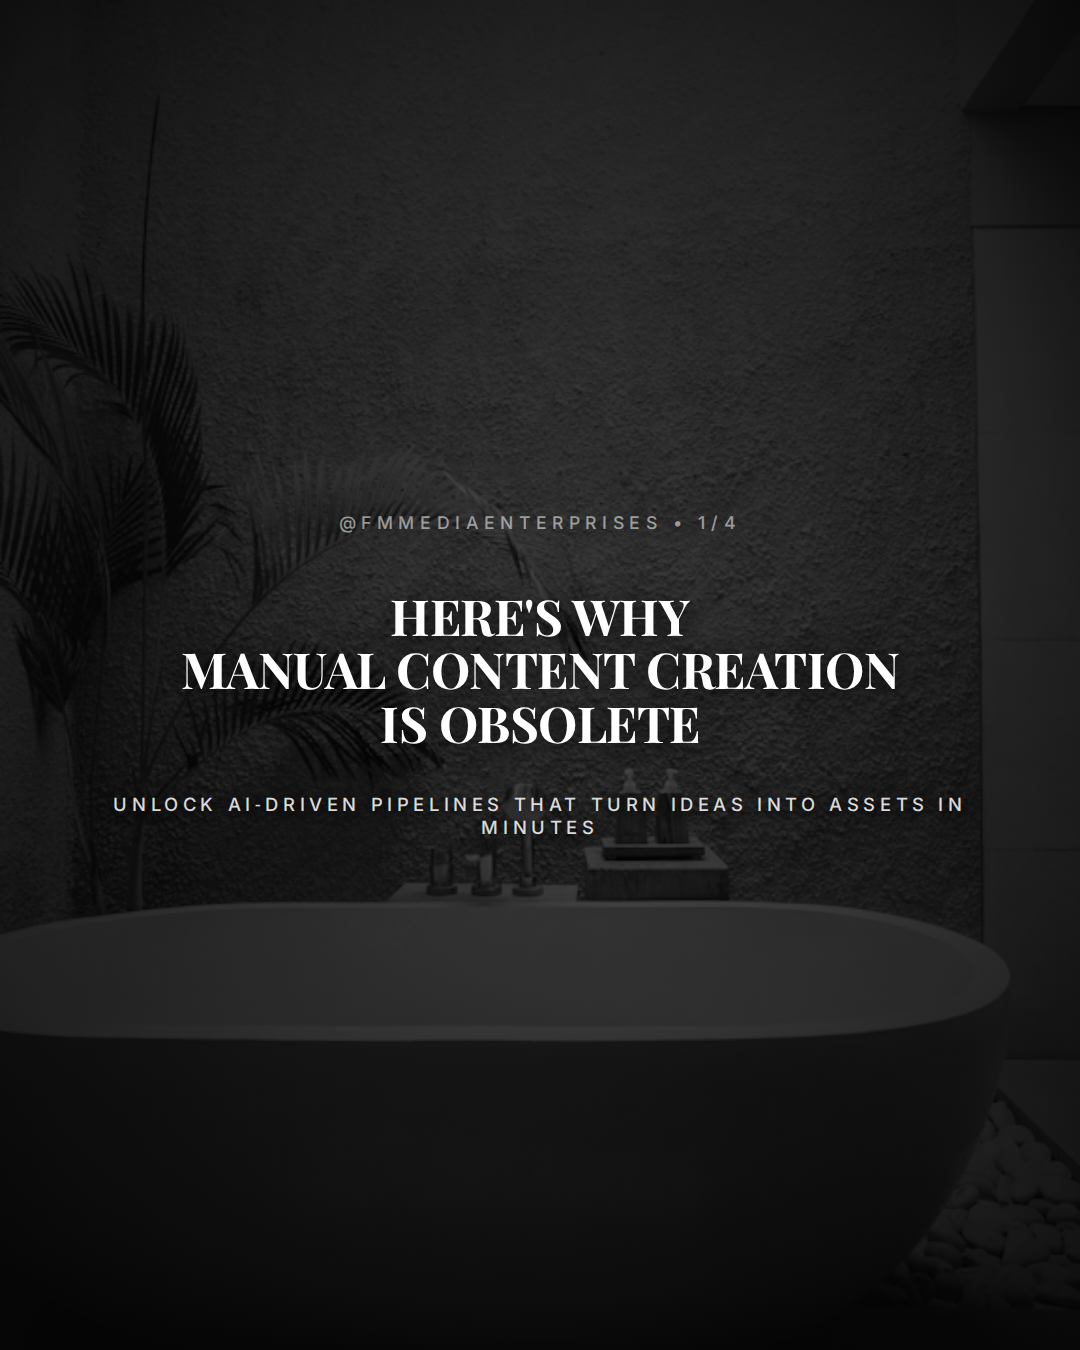 @FMMEDIAENTERPRISES • 1/4
HERE'S WHY
MANUAL CONTENT CREATION
IS OBSOLETE
UNLOCK AI-DRIVEN PIPELINES THAT TURN IDEAS INTO ASSETS IN
MINUTES